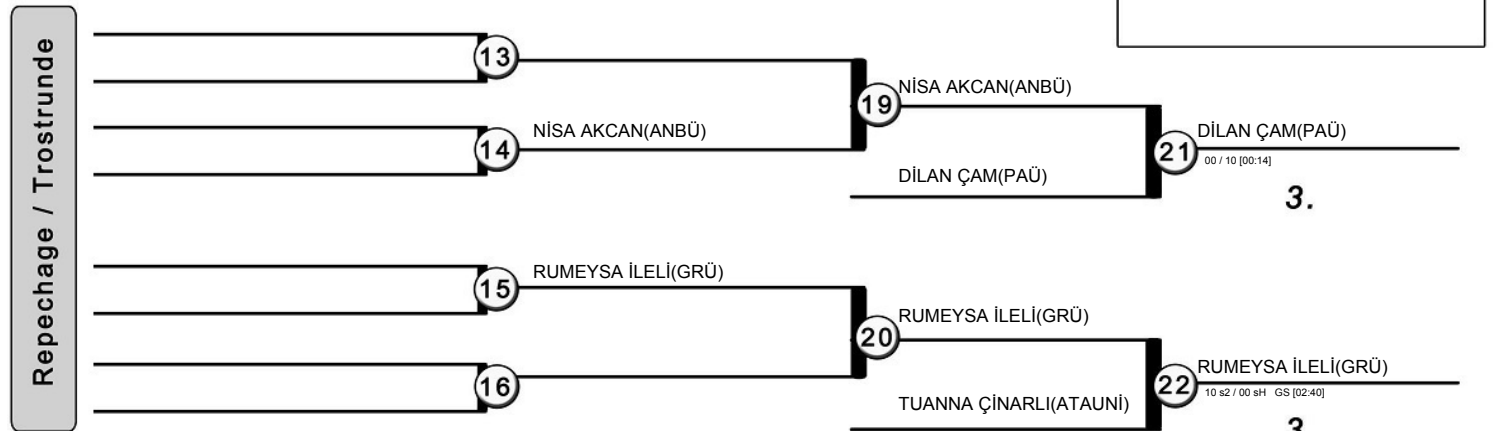 Repechage / Trostrunde
13
NİSA AKCAN(ANBÜ)
19
NİSA AKCAN(ANBÜ)
14
DİLAN ÇAM(PAÜ)
21
DİLAN ÇAM(PAÜ)
00 / 10 [00:14]
3.
RUMEYSA İLELİ(GRÜ)
15
RUMEYSA İLELİ(GRÜ)
20
RUMEYSA İLELİ(GRÜ)
16
22
10 s2 / 00 sH GS [02:40]
TUANNA ÇİNARLI(ATAUNİ)
3